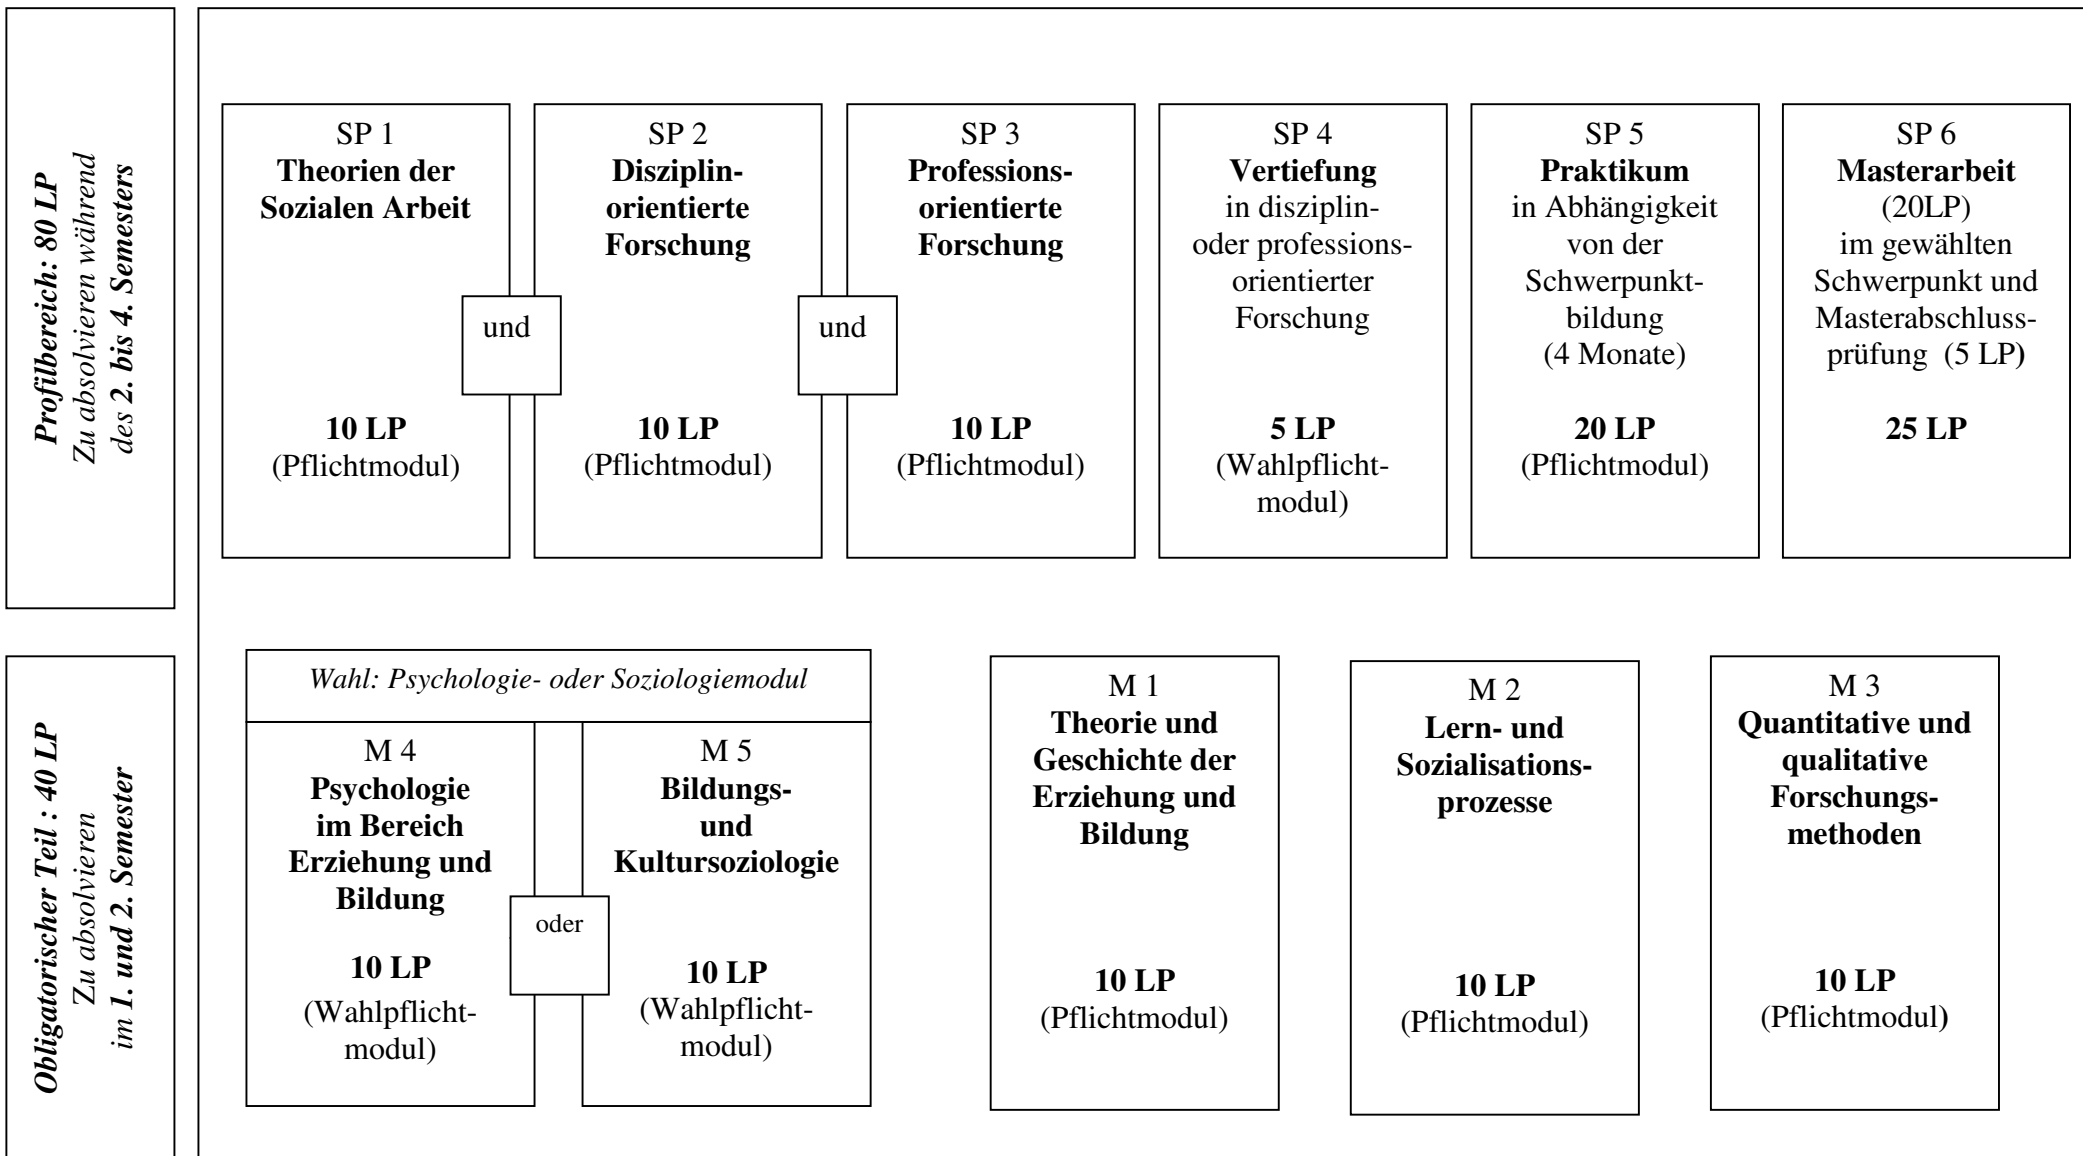 Profilbereich: 80 LP
Zu absolvieren während
des 2. bis 4. Semesters
SP 1
Theorien der
Sozialen Arbeit
10 LP
(Pflichtmodul)
und
SP 2
Disziplin-
orientierte
Forschung
10 LP
(Pflichtmodul)
und
SP 3
Professions-
orientierte
Forschung
10 LP
(Pflichtmodul)
SP 4
Vertiefung
in disziplin-
oder professions-
orientierter
Forschung
5 LP
(Wahlpflicht-
modul)
SP 5
Praktikum
in Abhängigkeit
von der
Schwerpunkt-
bildung
(4 Monate)
20 LP
(Pflichtmodul)
SP 6
Masterarbeit
(20LP)
im gewählten
Schwerpunkt und
Masterabschluss-
prüfung (5 LP)
25 LP
Obligatorischer Teil : 40 LP
Zu absolvieren
im 1. und 2. Semester
Wahl: Psychologie- oder Soziologiemodul
M 4
Psychologie
im Bereich
Erziehung und
Bildung
10 LP
(Wahlpflicht-
modul)
oder
M 5
Bildungs-
und
Kultursoziologie
10 LP
(Wahlpflicht-
modul)
M 1
Theorie und
Geschichte der
Erziehung und
Bildung
10 LP
(Pflichtmodul)
M 2
Lern- und
Sozialisations-
prozesse
10 LP
(Pflichtmodul)
M 3
Quantitative und
qualitative
Forschungs-
methoden
10 LP
(Pflichtmodul)